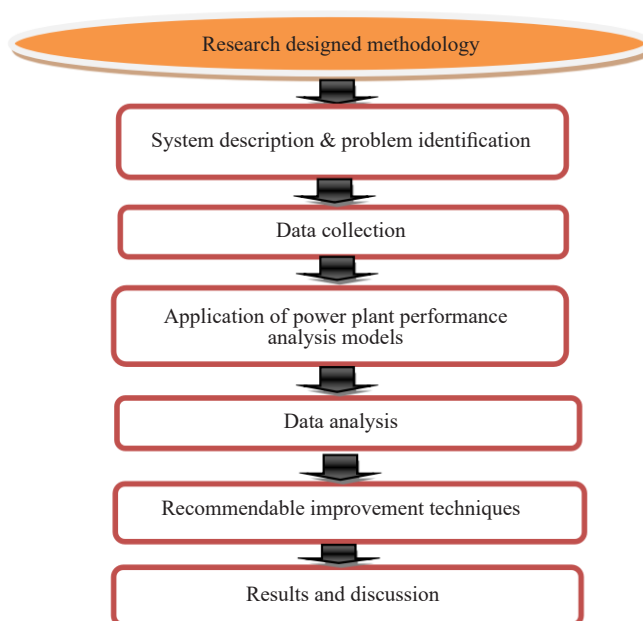 Research designed methodology
System description & problem identification
Data collection
Application of power plant performance
analysis models
Data analysis
Recommendable improvement techniques
Results and discussion